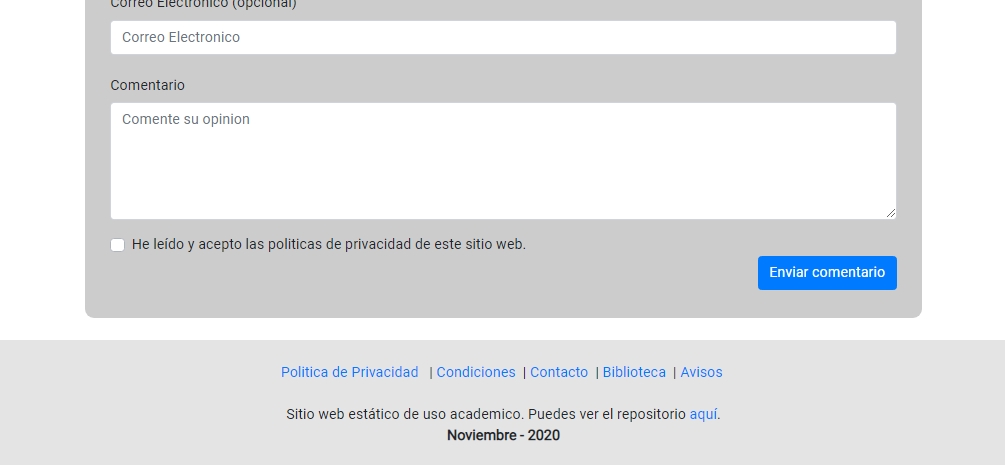 Correo Electronico (opcional)
Correo Electronico
Comentario
Comente su opinion
He leído y acepto las politicas de privacidad de este sitio web.
Enviar comentario
Politica de Privacidad | Condiciones | Contacto | Biblioteca | Avisos
Sitio web estático de uso academico. Puedes ver el repositorio aquí.
Noviembre - 2020